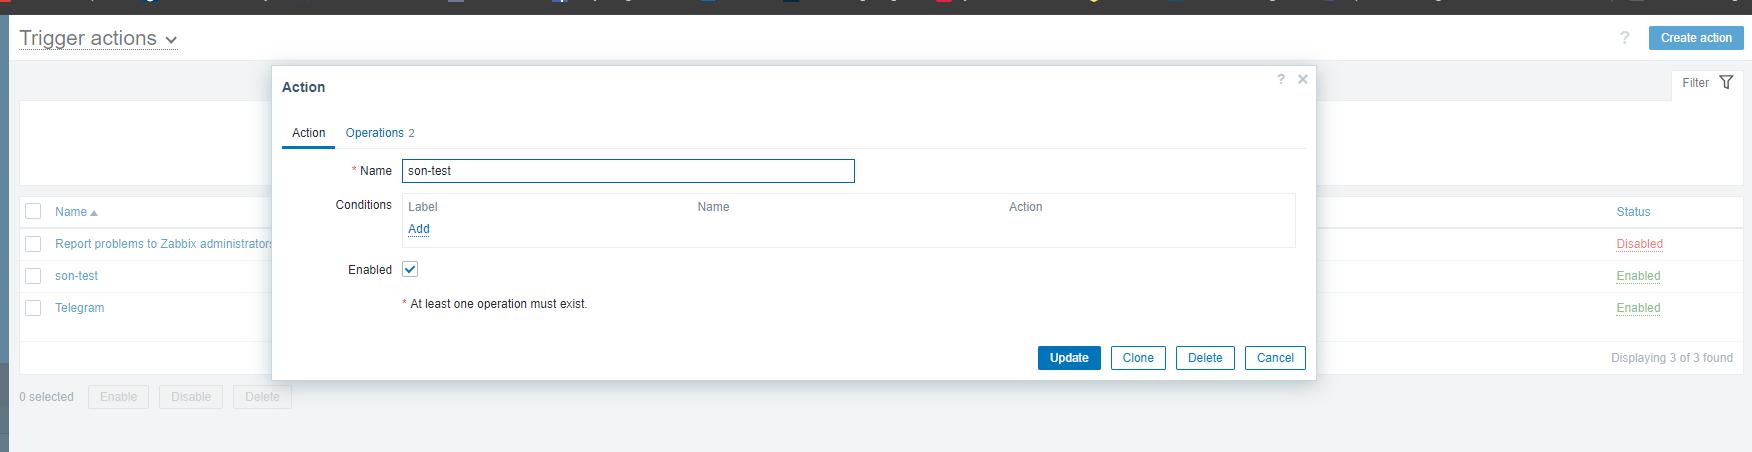 Trigger actions
? Create action
Action ? ×
Filter
Action Operations 2
* Name son-test
Conditions Label Name Action
Add
Name Status
Report problems to Zabbix administrators Disabled
Enabled
son-test Enabled
* At least one operation must exist.
Telegram Enabled
Update Clone Delete Cancel
Displaying 3 of 3 found
0 selected Enable Disable Delete